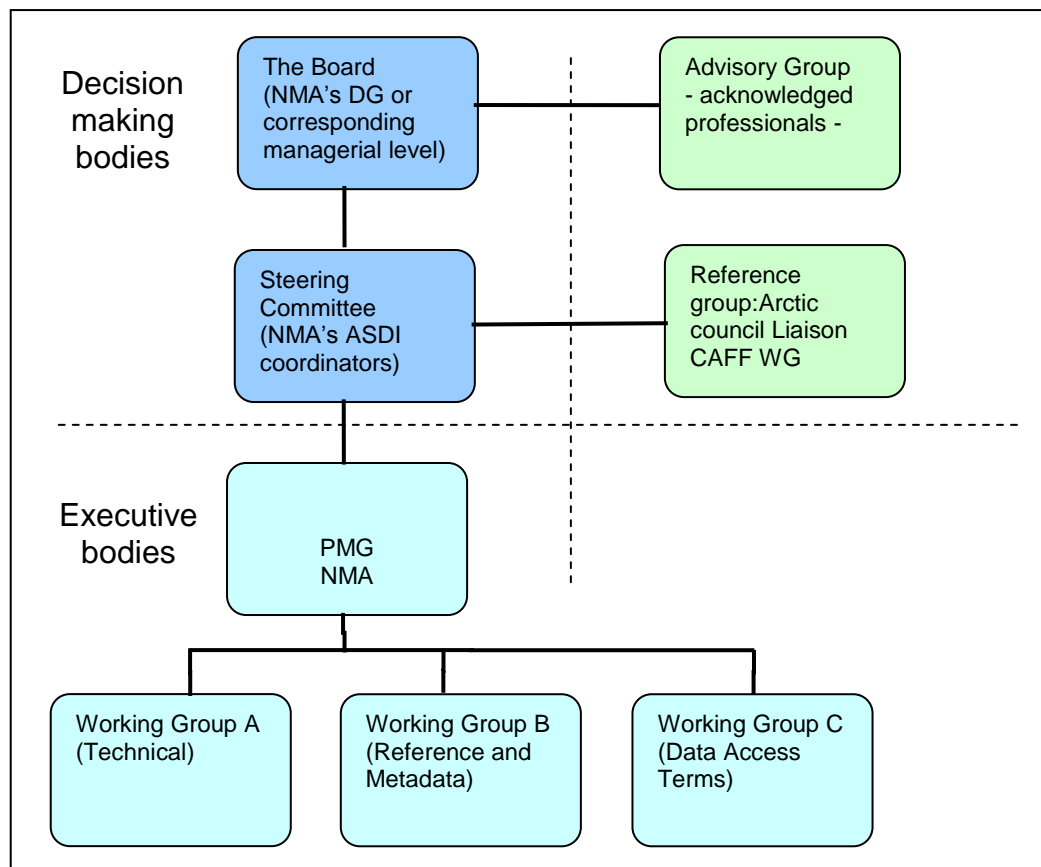 Decision
making
bodies
The Board
(NMA's DG or
corresponding
managerial level)
Advisory Group
- acknowledged
professionals -
Steering
Committee
(NMA's ASDI
coordinators)
Reference
group:Arctic
council Liaison
CAFF WG
Executive
bodies
PMG
NMA
Working Group A
(Technical)
Working Group B
(Reference and
Metadata)
Working Group C
(Data Access
Terms)